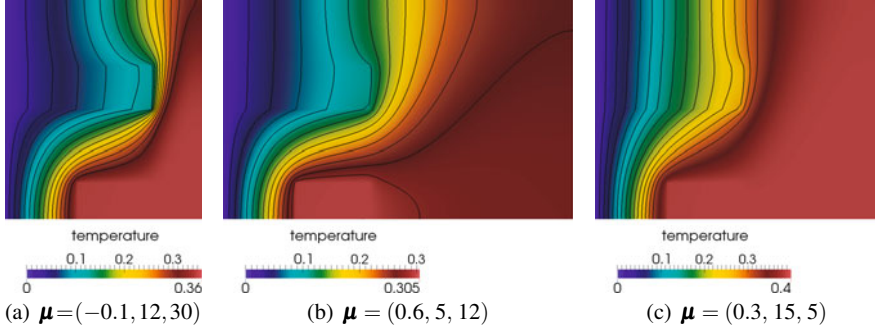 temperature
0.1 0.2 0.3
0 0.36
(a) μ=(−0.1,12,30)
temperature
0.1 0.2 0.3
0 0.305
(b) μ = (0.6, 5, 12)
temperature
0.1 0.2 0.3
0 0.4
(c) μ = (0.3, 15, 5)